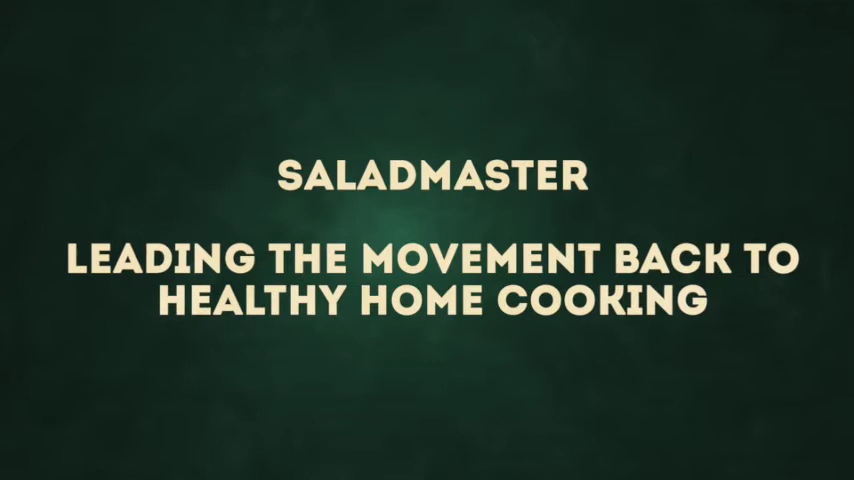 SALADMASTER
LEADING THE MOVEMENT BACK TO
HEALTHY HOME COOKING